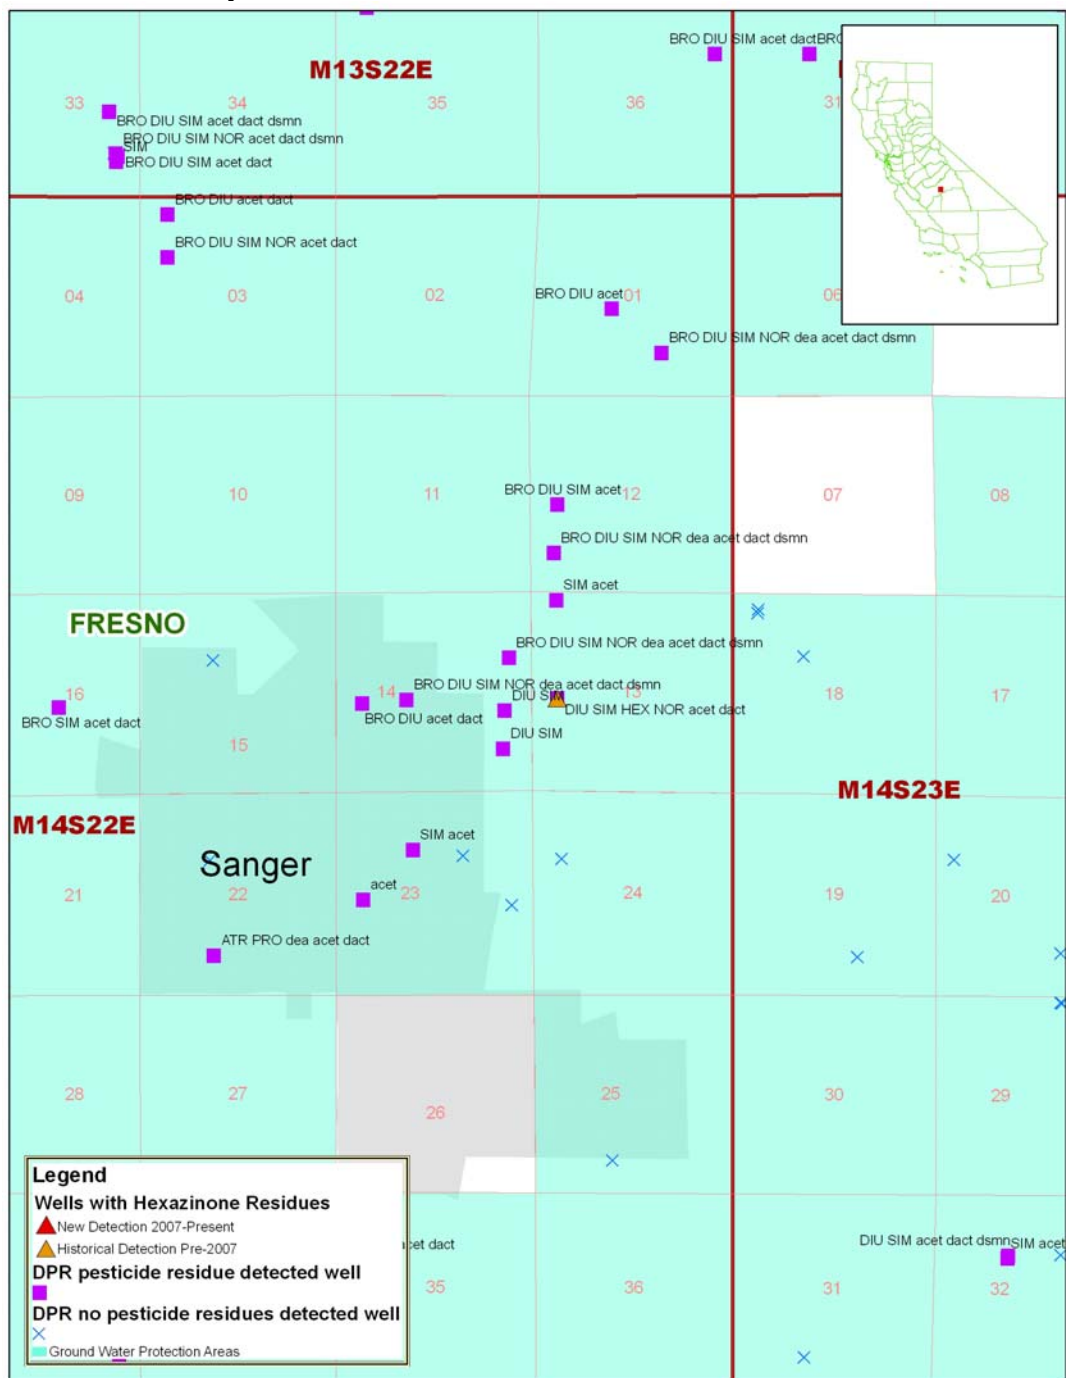 BRO DIU SIM acet dact
BRO
M13S22E
33
34
35
36
31
BRO DIU SIM acet dact dsmn
BRO DIU SIM NOR acet dact dsmn
SIM
BRO DIU SIM acet dact
BRO DIU acet dact
BRO DIU SIM NOR acet dact
04
03
02
BRO DIU acet
01
06
BRO DIU SIM NOR dea acet dact dsmn
09
10
11
BRO DIU SIM acet
12
07
08
BRO DIU SIM NOR dea acet dact dsmn
SIM acet
FRESNO
BRO DIU SIM NOR dea acet dact dsmn
16
14
BRO DIU SIM NOR dea acet dact dsmn
DIU SIM
13
18
17
BRO SIM acet dact
BRO DIU acet dact
DIU SIM HEX NOR acet dact
15
DIU SIM
M14S23E
M14S22E
SIM acet
Sanger
21
22
acet
23
24
19
20
ATR PRO dea acet dact
28
27
26
25
30
29
Legend
Wells with Hexazinone Residues
New Detection 2007-Present
Historical Detection Pre-2007
DPR pesticide residue detected well
DPR no pesticide residues detected well
Ground Water Protection Areas
dact
35
36
31
32
DIU SIM acet dact dsmn
SIM acet